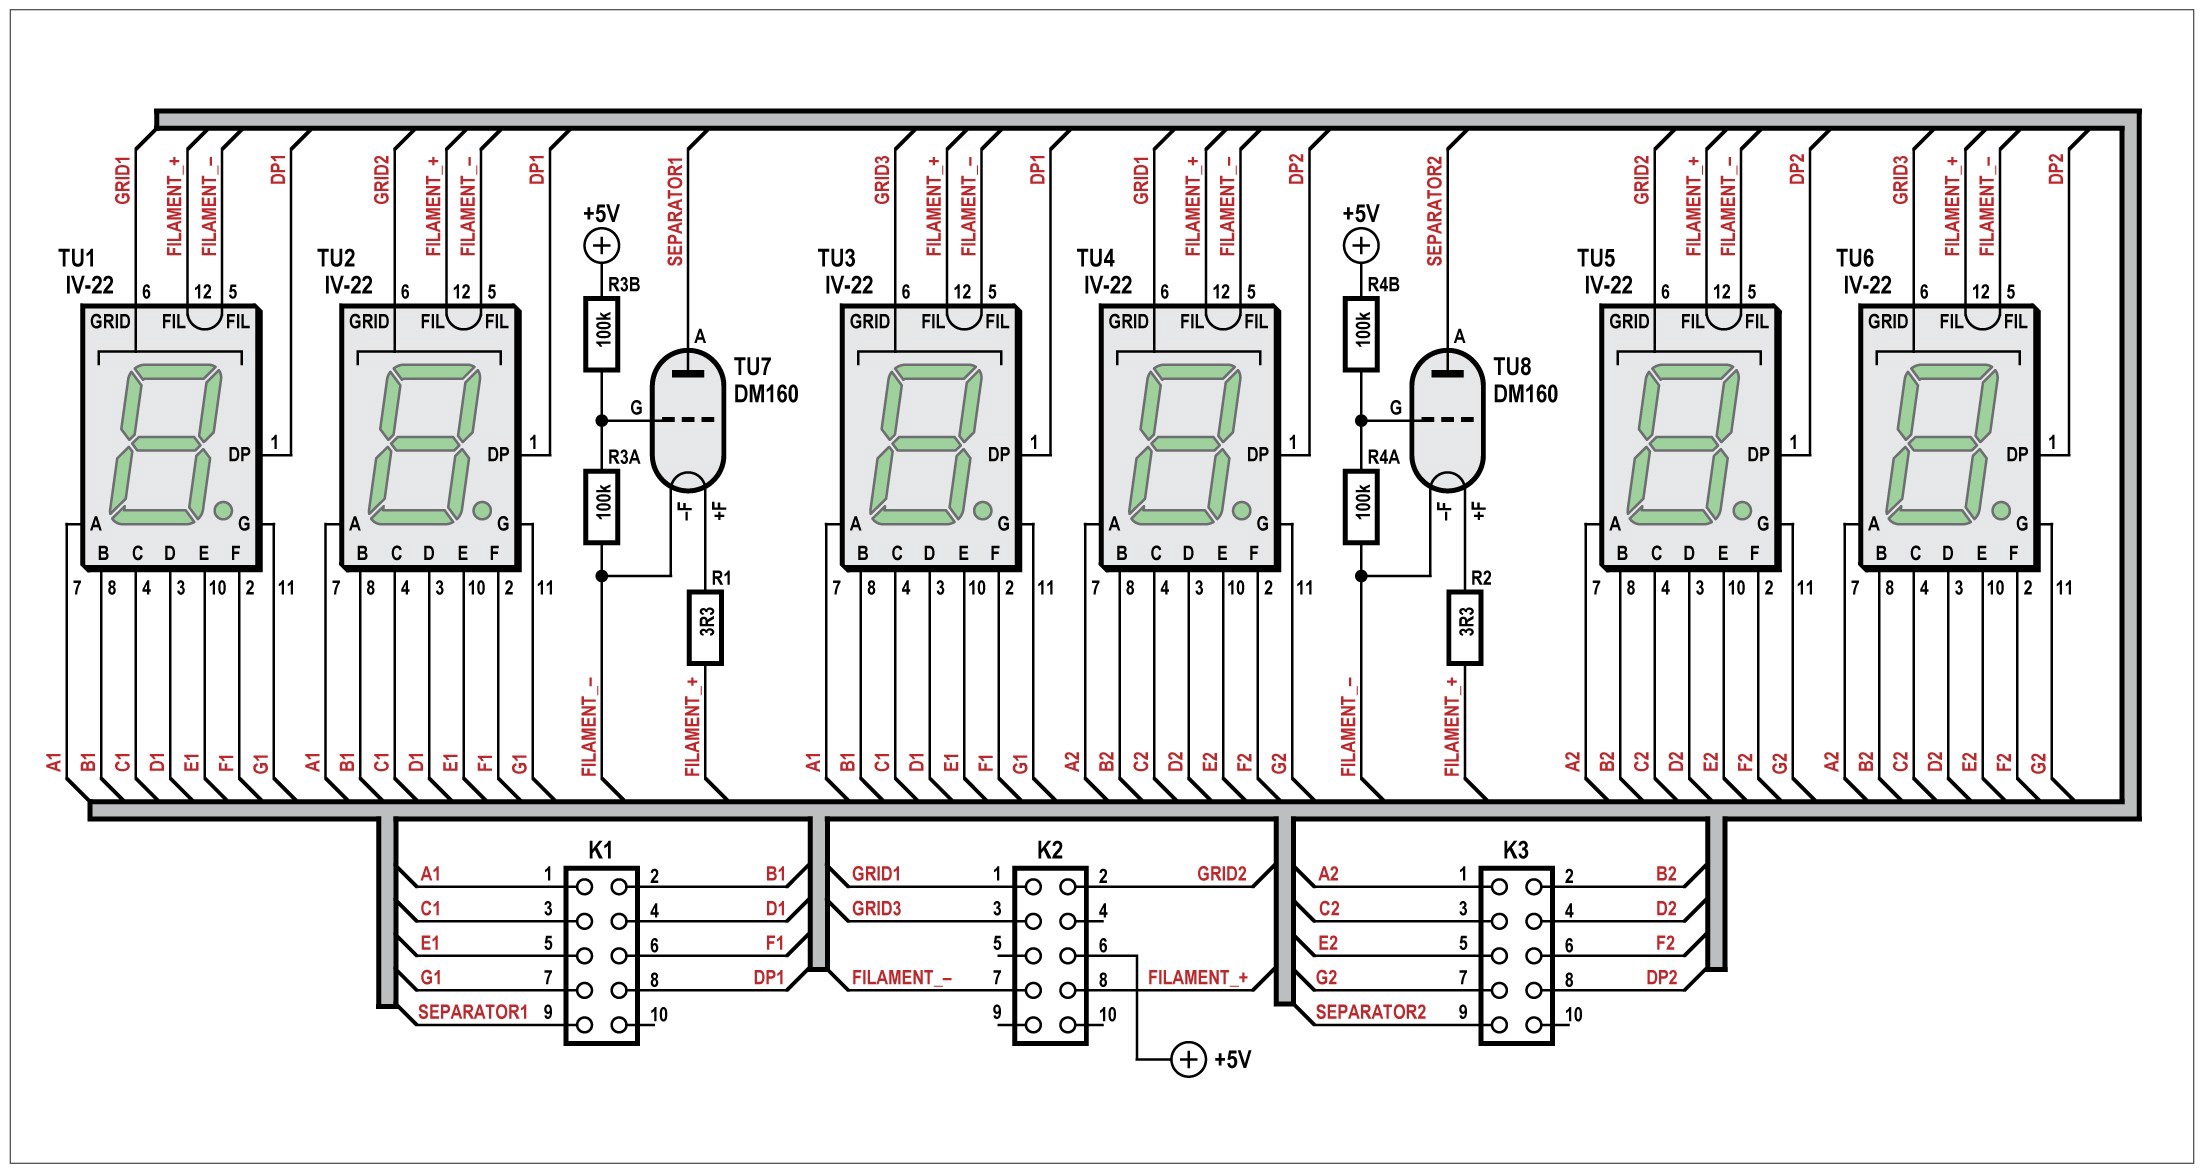 GRID1 FILAMENT_+ FILAMENT_– DP1 GRID2 FILAMENT_+ FILAMENT_– DP1 SEPARATOR1 GRID3 FILAMENT_+ FILAMENT_– DP1 GRID1 FILAMENT_+ FILAMENT_– DP2 SEPARATOR2 GRID2 FILAMENT_+ FILAMENT_– DP2 GRID3 FILAMENT_+ FILAMENT_– DP2
+5V +5V
TU1 TU2 TU3 TU4 TU5 TU6
IV-22 IV-22 IV-22 IV-22 IV-22 IV-22
R3B R4B
6 12 5 6 12 5 6 12 5 6 12 5 6 12 5 6 12 5
GRID FIL FIL GRID FIL FIL 100k GRID FIL FIL GRID FIL FIL 100k GRID FIL FIL GRID FIL FIL
A A
TU7 TU8
DM160 DM160
G G
1 1 1 1 1 1
DP DP R3A DP DP R4A DP DP
100k –F +F 100k –F +F
A G A G A G A G A G A G
B C D E F B C D E F B C D E F B C D E F B C D E F B C D E F
R1 R2
7 8 4 3 10 2 11 7 8 4 3 10 2 11 7 8 4 3 10 2 11 7 8 4 3 10 2 11 7 8 4 3 10 2 11 7 8 4 3 10 2 11
3R3 3R3
A1 B1 C1 D1 E1 F1 G1 A1 B1 C1 D1 E1 F1 G1 FILAMENT_– FILAMENT_+ A1 B1 C1 D1 E1 F1 G1 A2 B2 C2 D2 E2 F2 G2 FILAMENT_– FILAMENT_+ A2 B2 C2 D2 E2 F2 G2 A2 B2 C2 D2 E2 F2 G2
K1 K2 K3
A1 1 2 B1 GRID1 1 2 GRID2 A2 1 2 B2
C1 3 4 D1 GRID3 3 4 C2 3 4 D2
E1 5 6 F1 5 6 E2 5 6 F2
G1 7 8 DP1 FILAMENT_– 7 8 FILAMENT_+ G2 7 8 DP2
SEPARATOR1 9 10 9 10 SEPARATOR2 9 10
+5V